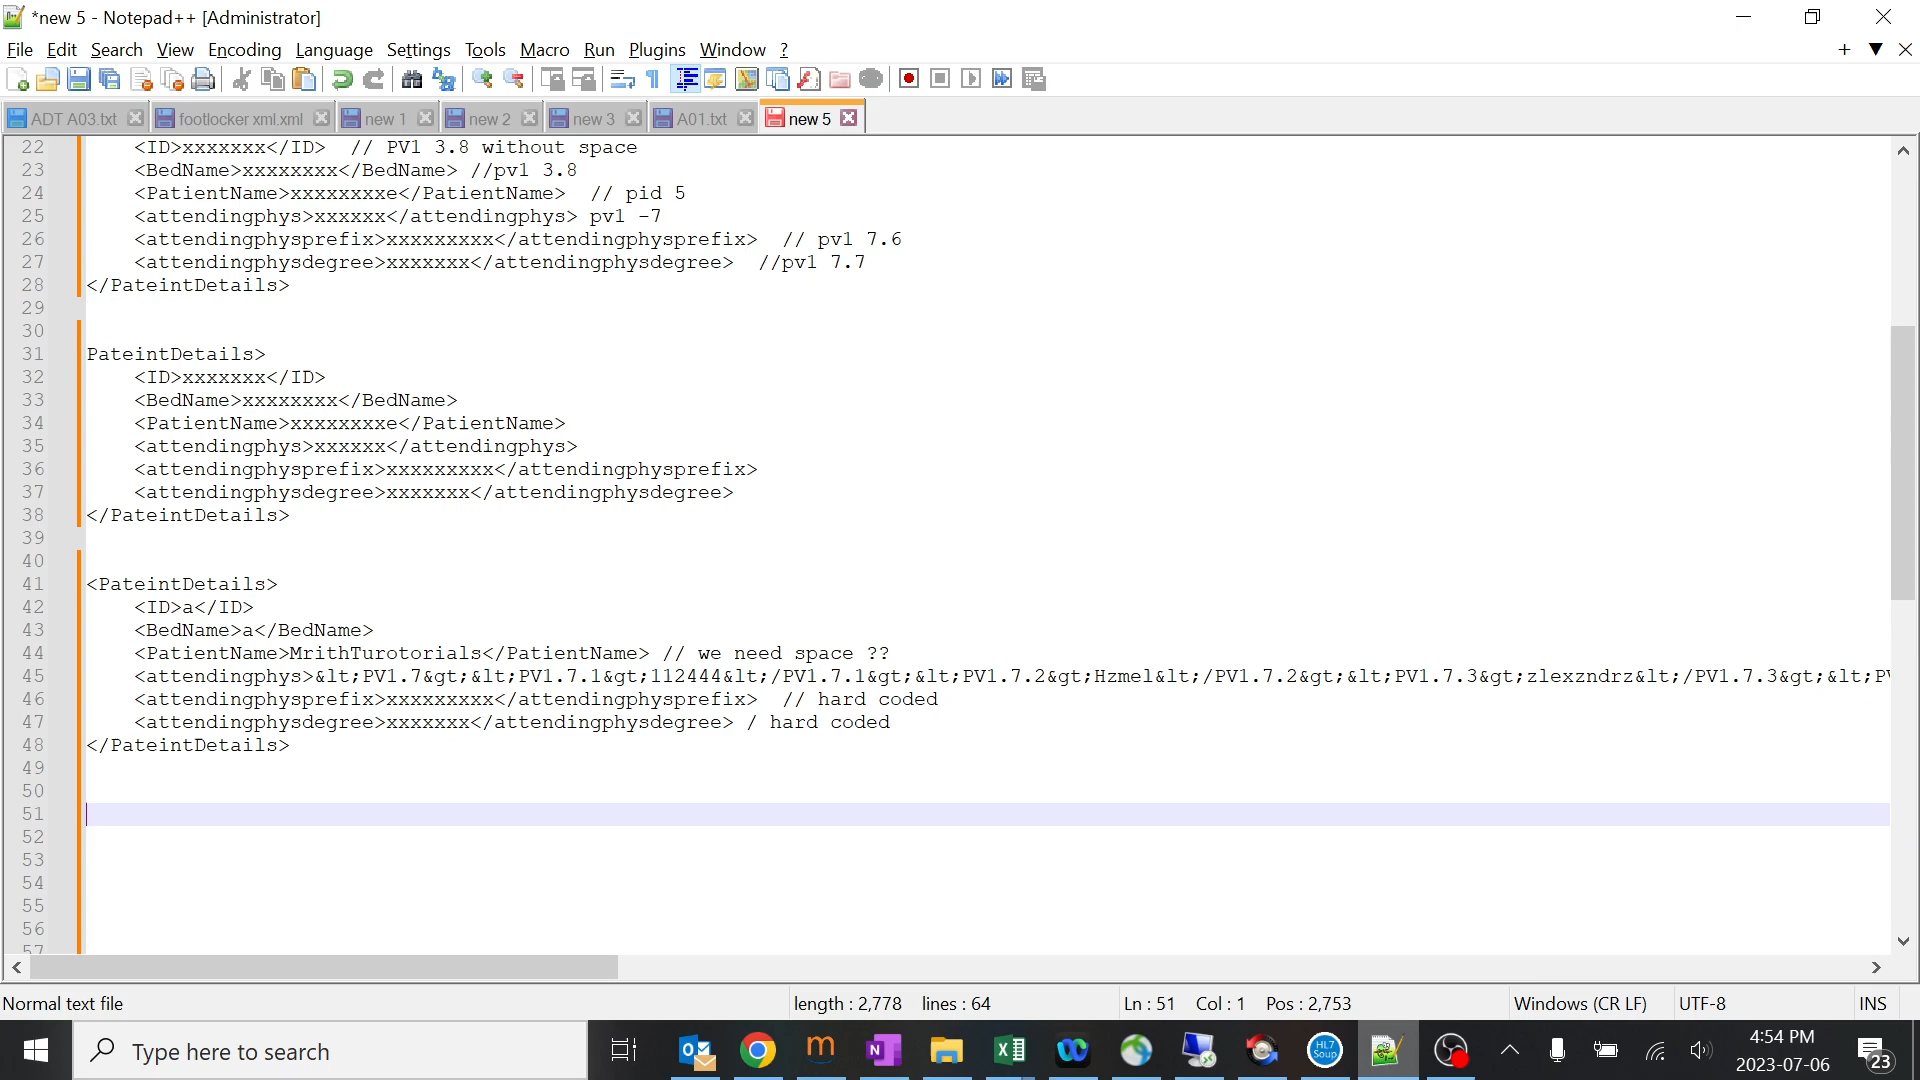 *new 5 - Notepad++ [Administrator]
File Edit Search View Encoding Language Settings Tools Macro Run Plugins Window ?
ADT A03.txt footlocker xml.xml new 1 new 2 new 3 A01.txt new 5
22 <ID>xxxxxxx</ID> // PV1 3.8 without space
23 <BedName>xxxxxxxx</BedName> //pv1 3.8
24 <PatientName>xxxxxxxxe</PatientName> // pid 5
25 <attendingphys>xxxxxx</attendingphys> pv1 -7
26 <attendingphysprefix>xxxxxxxxx</attendingphysprefix> // pv1 7.6
27 <attendingphysdegree>xxxxxxx</attendingphysdegree> //pv1 7.7
28 </PateintDetails>
29
30
31 PateintDetails>
32 <ID>xxxxxxx</ID>
33 <BedName>xxxxxxxx</BedName>
34 <PatientName>xxxxxxxxe</PatientName>
35 <attendingphys>xxxxxx</attendingphys>
36 <attendingphysprefix>xxxxxxxxx</attendingphysprefix>
37 <attendingphysdegree>xxxxxxx</attendingphysdegree>
38 </PateintDetails>
39
40
41 <PateintDetails>
42 <ID>a</ID>
43 <BedName>a</BedName>
44 <PatientName>MrithTurotorials</PatientName> // we need space ??
45 <attendingphys>&lt;PV1.7&gt;&lt;PV1.7.1&gt;112444&lt;/PV1.7.1&gt;&lt;PV1.7.2&gt;Hzmel&lt;/PV1.7.2&gt;&lt;PV1.7.3&gt;zlexzndrz&lt;/PV1.7.3&gt;&lt;PV
46 <attendingphysprefix>xxxxxxxxx</attendingphysprefix> // hard coded
47 <attendingphysdegree>xxxxxxx</attendingphysdegree> / hard coded
48 </PateintDetails>
49
50
51
52
53
54
55
56
57
Normal text file length : 2,778 lines : 64 Ln : 51 Col : 1 Pos : 2,753 Windows (CR LF) UTF-8 INS
Type here to search
HL7 Soup
4:54 PM
2023-07-06
23